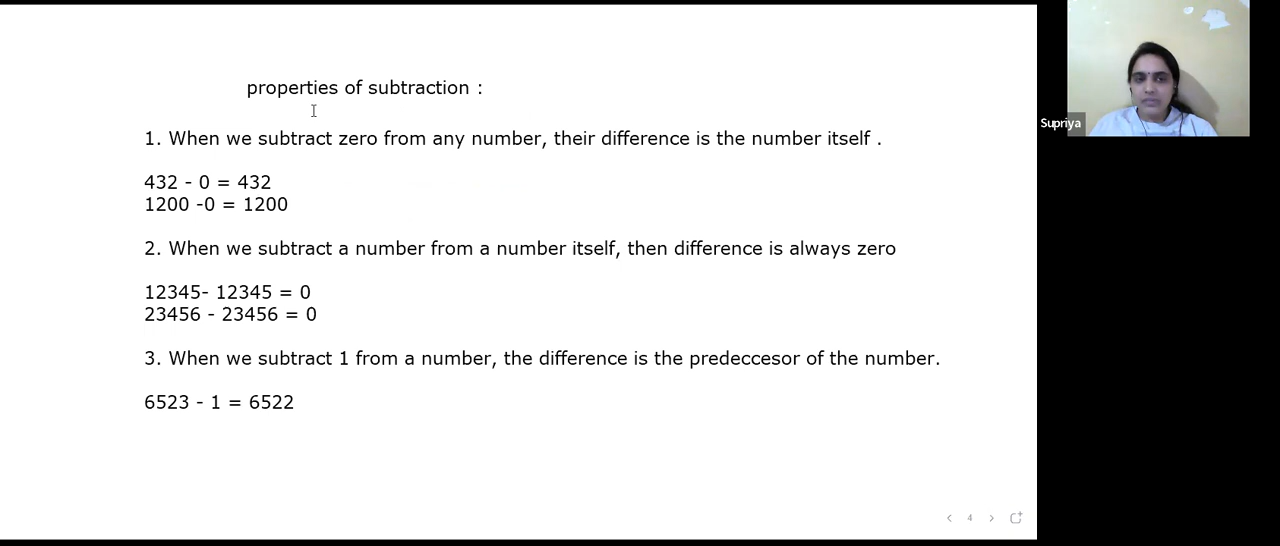 properties of subtraction :
1. When we subtract zero from any number, their difference is the number itself .
432 - 0 = 432
1200 -0 = 1200
2. When we subtract a number from a number itself, then difference is always zero
12345- 12345 = 0
23456 - 23456 = 0
3. When we subtract 1 from a number, the difference is the predeccesor of the number.
6523 - 1 = 6522
4
Supriya